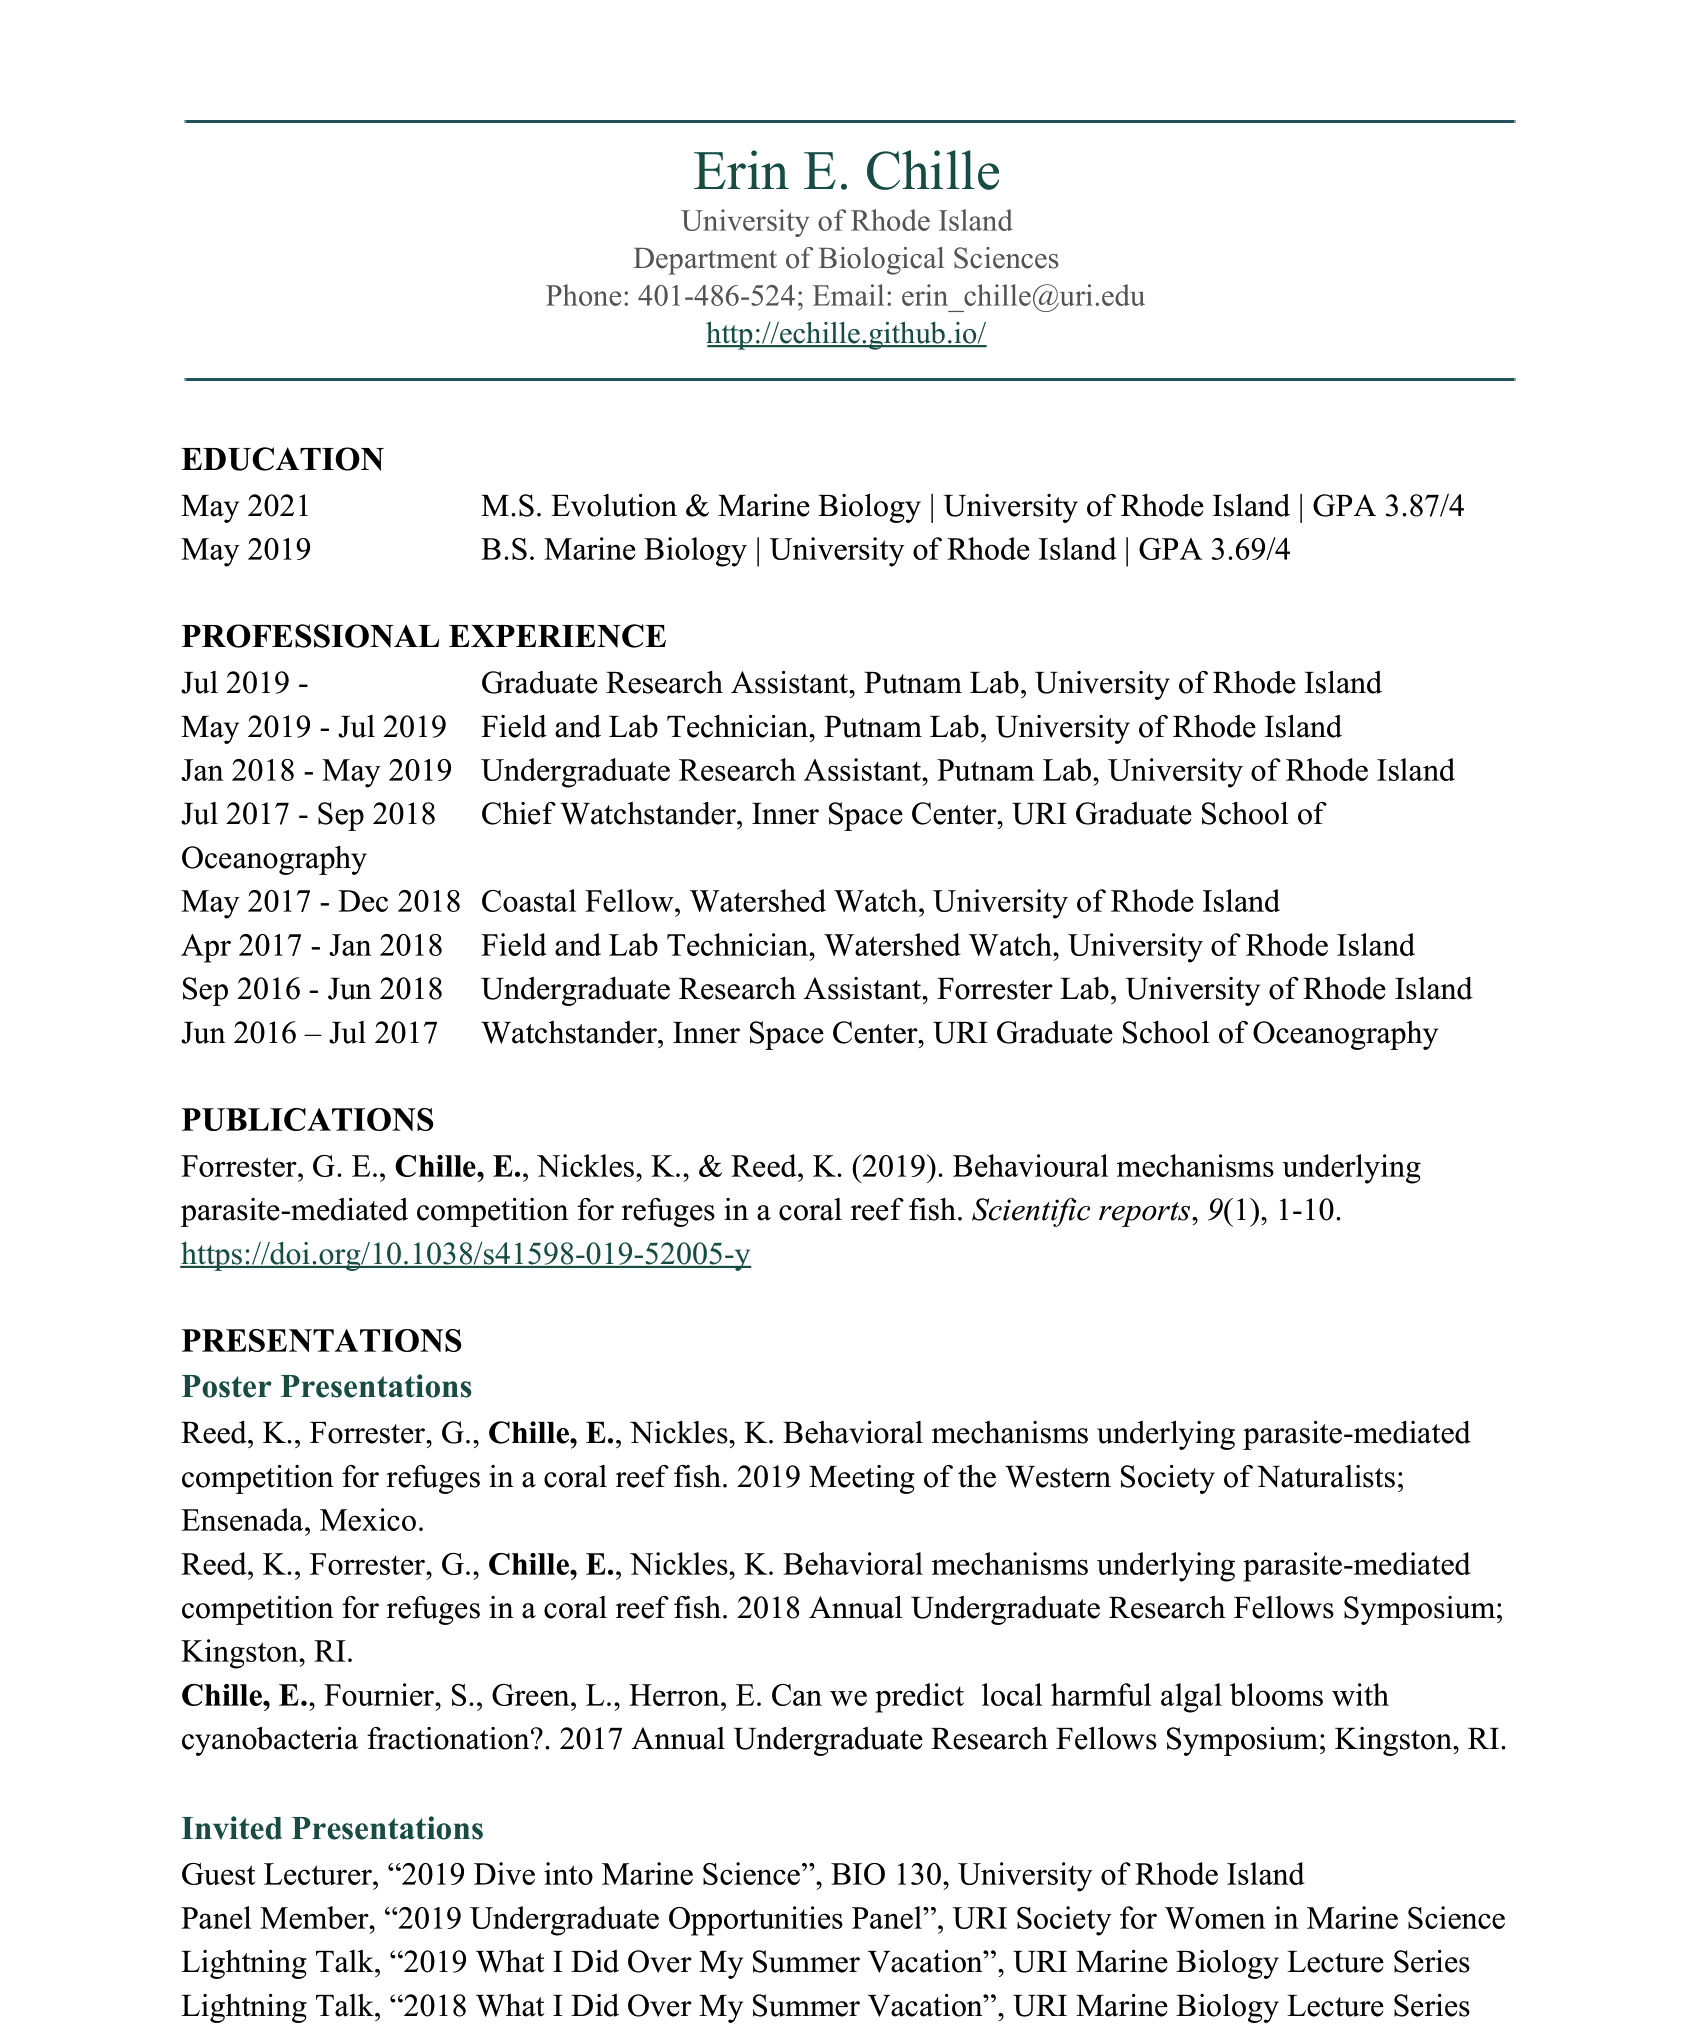 Erin E. Chille
University of Rhode Island
Department of Biological Sciences
Phone: 401-486-524; Email: erin_chille@uri.edu
http://echille.github.io/
EDUCATION
May 2021 M.S. Evolution & Marine Biology | University of Rhode Island | GPA 3.87/4
May 2019 B.S. Marine Biology | University of Rhode Island | GPA 3.69/4
PROFESSIONAL EXPERIENCE
Jul 2019 - Graduate Research Assistant, Putnam Lab, University of Rhode Island
May 2019 - Jul 2019 Field and Lab Technician, Putnam Lab, University of Rhode Island
Jan 2018 - May 2019 Undergraduate Research Assistant, Putnam Lab, University of Rhode Island
Jul 2017 - Sep 2018 Chief Watchstander, Inner Space Center, URI Graduate School of
Oceanography
May 2017 - Dec 2018 Coastal Fellow, Watershed Watch, University of Rhode Island
Apr 2017 - Jan 2018 Field and Lab Technician, Watershed Watch, University of Rhode Island
Sep 2016 - Jun 2018 Undergraduate Research Assistant, Forrester Lab, University of Rhode Island
Jun 2016 – Jul 2017 Watchstander, Inner Space Center, URI Graduate School of Oceanography
PUBLICATIONS
Forrester, G. E., Chille, E., Nickles, K., & Reed, K. (2019). Behavioural mechanisms underlying
parasite-mediated competition for refuges in a coral reef fish. Scientific reports, 9(1), 1-10.
https://doi.org/10.1038/s41598-019-52005-y
PRESENTATIONS
Poster Presentations
Reed, K., Forrester, G., Chille, E., Nickles, K. Behavioral mechanisms underlying parasite-mediated
competition for refuges in a coral reef fish. 2019 Meeting of the Western Society of Naturalists;
Ensenada, Mexico.
Reed, K., Forrester, G., Chille, E., Nickles, K. Behavioral mechanisms underlying parasite-mediated
competition for refuges in a coral reef fish. 2018 Annual Undergraduate Research Fellows Symposium;
Kingston, RI.
Chille, E., Fournier, S., Green, L., Herron, E. Can we predict  local harmful algal blooms with
cyanobacteria fractionation?. 2017 Annual Undergraduate Research Fellows Symposium; Kingston, RI.
Invited Presentations
Guest Lecturer, “2019 Dive into Marine Science”, BIO 130, University of Rhode Island
Panel Member, “2019 Undergraduate Opportunities Panel”, URI Society for Women in Marine Science
Lightning Talk, “2019 What I Did Over My Summer Vacation”, URI Marine Biology Lecture Series
Lightning Talk, “2018 What I Did Over My Summer Vacation”, URI Marine Biology Lecture Series